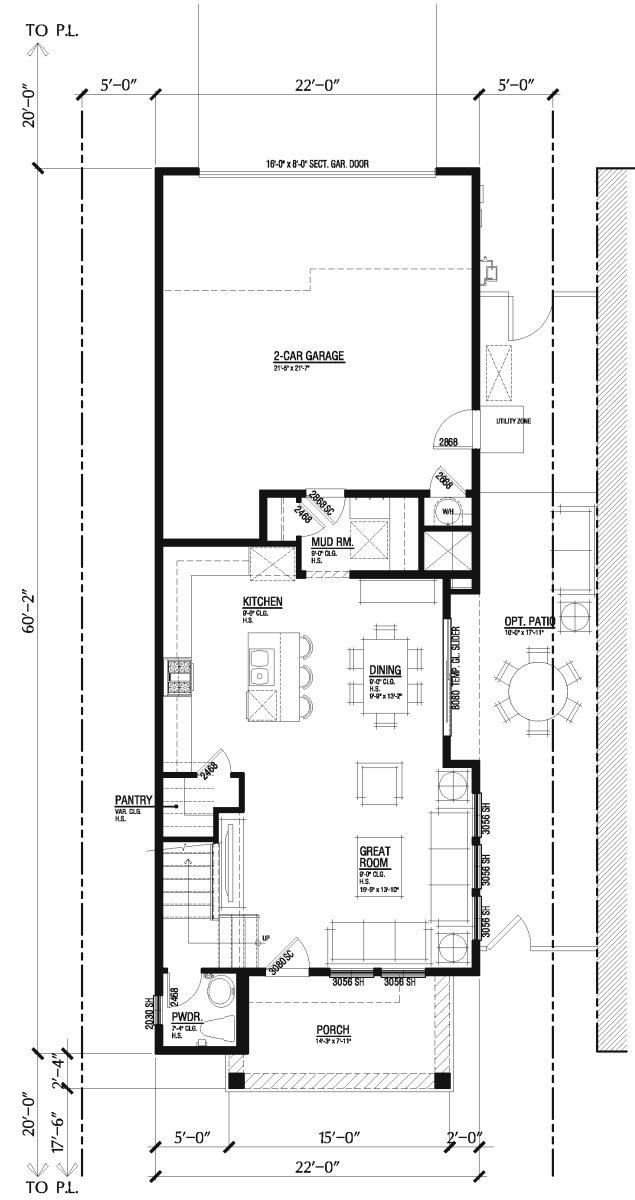 TO P.L.
5'-0"
22'-0"
5'-0"
20'-0"
16'-0" x 8'-0" SECT. GAR. DOOR
2-CAR GARAGE
21'-5" x 21'-7"
UTILITY ZONE
2868
2668
W/H
2868 SC
2468
MUD RM.
9'-0" CLG.
H.S.
KITCHEN
9'-0" CLG.
H.S.
60'-2"
OPT. PATIO
10'-0" x 17'-11"
8080 TEMP. GL. SLIDER
DINING
9'-0" CLG.
H.S.
9'-9" x 13'-2"
2468
PANTRY
VAR. CLG.
H.S.
3056 SH
GREAT
ROOM
9'-0" CLG.
H.S.
15'-9" x 13'-10"
3056 SH
3056 SH
UP
3080 SC
3056 SH
3056 SH
2468
2030 SH
PWDR.
7'-4" CLG.
H.S.
PORCH
14'-3" x 7'-11"
2'-4"
20'-0"
17'-6"
5'-0"
15'-0"
2'-0"
22'-0"
TO P.L.